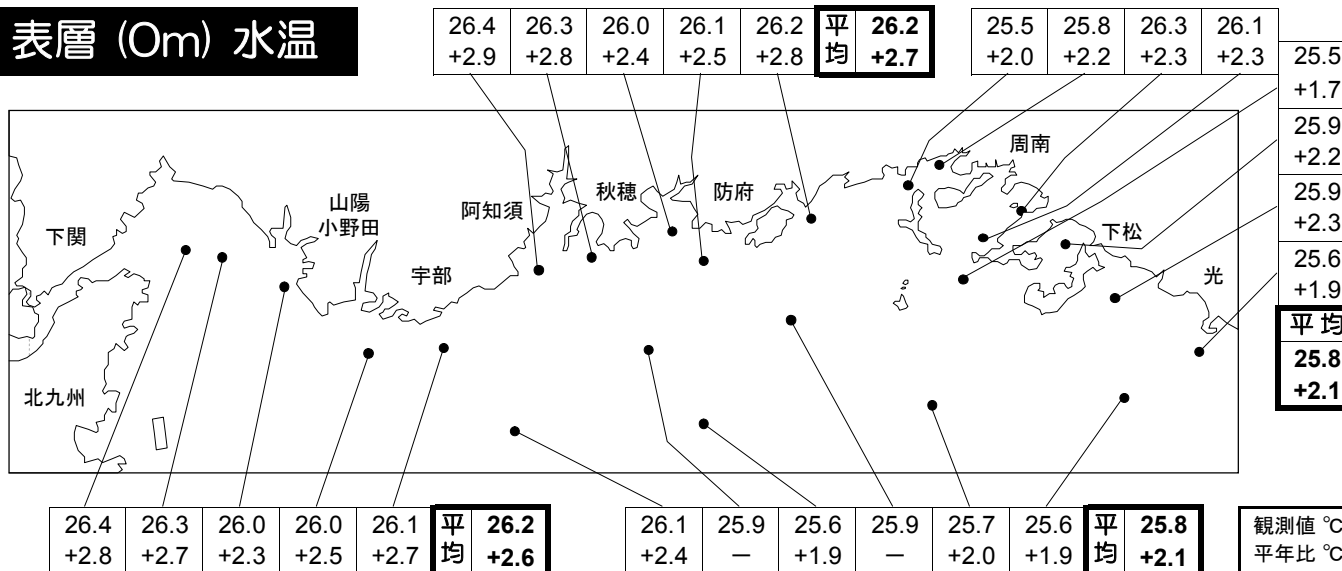 表層 (0m) 水温
26.4 26.3 26.0 26.1 26.2 平均 26.2
+2.9 +2.8 +2.4 +2.5 +2.8 +2.7
25.5 25.8 26.3 26.1
+2.0 +2.2 +2.3 +2.3
25.5
+1.7
25.9
+2.2
25.9
+2.3
25.6
+1.9
平均
25.8
+2.1
周南
秋穂
防府
山陽
小野田
阿知須
下関
下松
宇部
光
北九州
26.4 26.3 26.0 26.0 26.1 平均 26.2
+2.8 +2.7 +2.3 +2.5 +2.7 +2.6
26.1 25.9 25.6 25.9 25.7 25.6 平均 25.8
+2.4 － +1.9 － +2.0 +1.9 +2.1
観測値 ℃
平年比 ℃